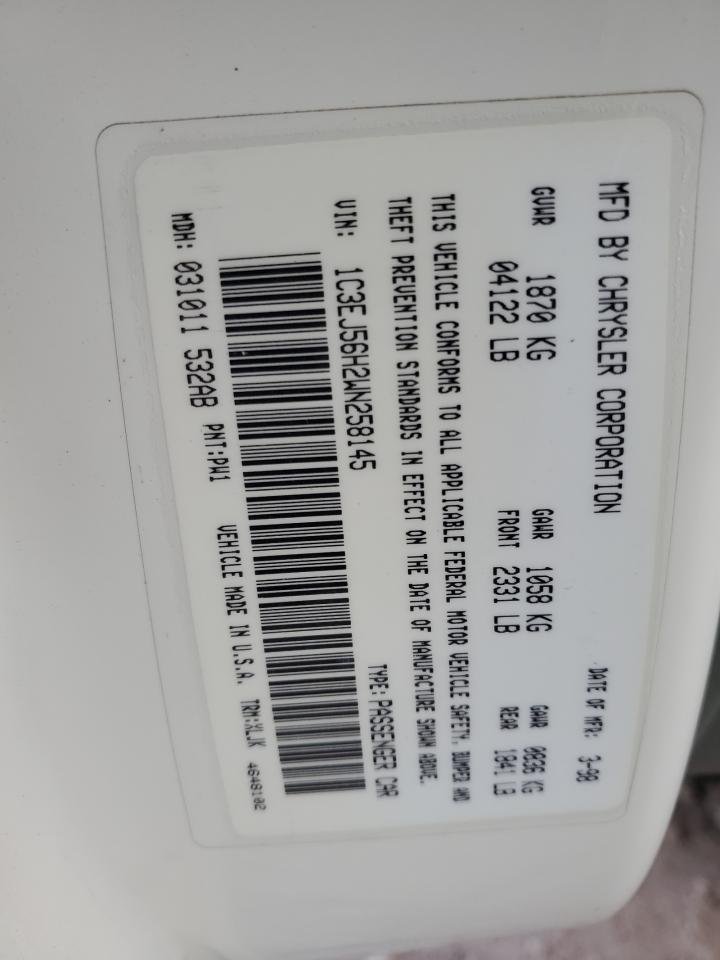 MFD BY CHRYSLER CORPORATION DATE OF MFR: 3-98
GVWR 1870 KG GAWR 1058 KG GAWR 0836 KG
04122 LB FRONT 2331 LB REAR 1841 LB
THIS VEHICLE CONFORMS TO ALL APPLICABLE FEDERAL MOTOR VEHICLE SAFETY, BUMPER AND
THEFT PREVENTION STANDARDS IN EFFECT ON THE DATE OF MANUFACTURE SHOWN ABOVE.
VIN: 1C3EJ56H2WN258145 TYPE: PASSENGER CAR
MDH: 031011 532AB PNT:PW1 VEHICLE MADE IN U.S.A. TRM:XLJK 4648102